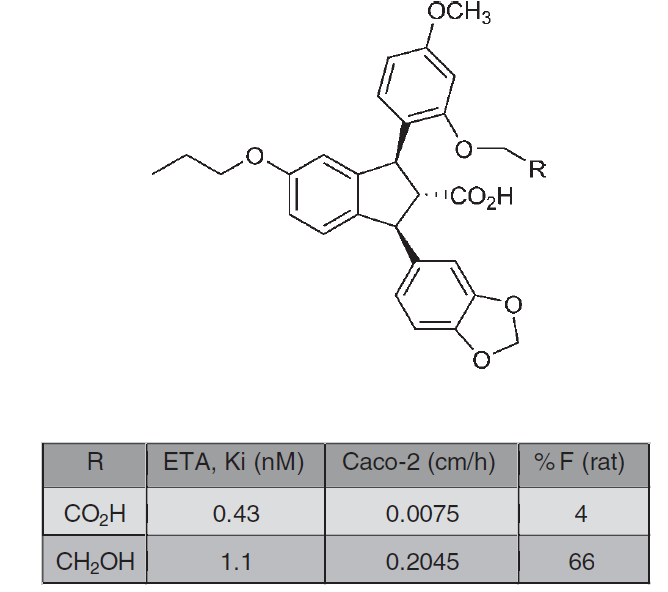 OCH₃
O
O
R
CO₂H
O
O
R ETA, Ki (nM) Caco-2 (cm/h) %F (rat)
CO₂H 0.43 0.0075 4
CH₂OH 1.1 0.2045 66